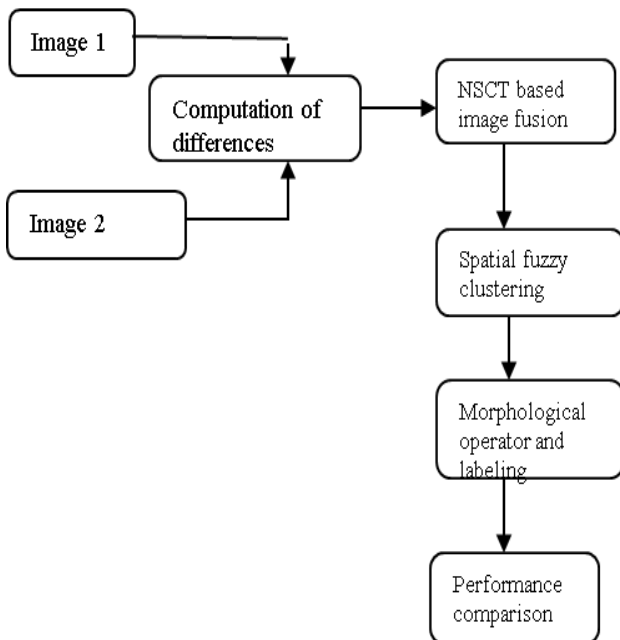 Image 1
Computation of
differences
NSCT based
image fusion
Image 2
Spatial fuzzy
clustering
Morphological
operator and
labeling
Performance
comparison